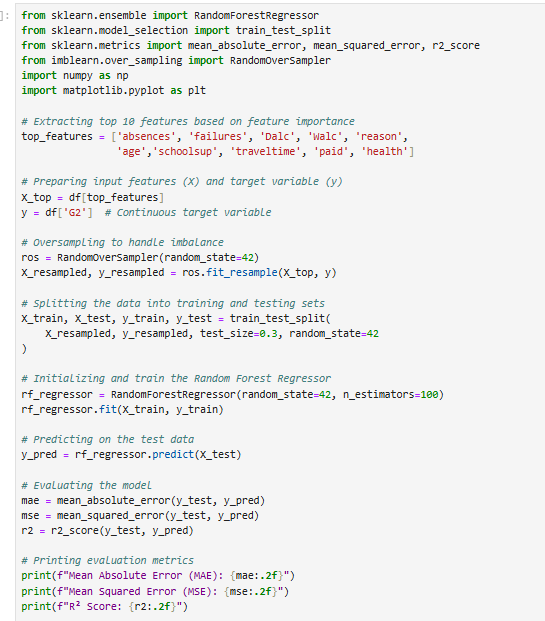 ]:
from sklearn.ensemble import RandomForestRegressor
from sklearn.model_selection import train_test_split
from sklearn.metrics import mean_absolute_error, mean_squared_error, r2_score
from imblearn.over_sampling import RandomOverSampler
import numpy as np
import matplotlib.pyplot as plt

# Extracting top 10 features based on feature importance
top_features = ['absences', 'failures', 'Dalc', 'Walc', 'reason',
                'age','schoolsup', 'traveltime', 'paid', 'health']

# Preparing input features (X) and target variable (y)
X_top = df[top_features]
y = df['G2']  # Continuous target variable

# Oversampling to handle imbalance
ros = RandomOverSampler(random_state=42)
X_resampled, y_resampled = ros.fit_resample(X_top, y)

# Splitting the data into training and testing sets
X_train, X_test, y_train, y_test = train_test_split(
    X_resampled, y_resampled, test_size=0.3, random_state=42
)

# Initializing and train the Random Forest Regressor
rf_regressor = RandomForestRegressor(random_state=42, n_estimators=100)
rf_regressor.fit(X_train, y_train)

# Predicting on the test data
y_pred = rf_regressor.predict(X_test)

# Evaluating the model
mae = mean_absolute_error(y_test, y_pred)
mse = mean_squared_error(y_test, y_pred)
r2 = r2_score(y_test, y_pred)

# Printing evaluation metrics
print(f"Mean Absolute Error (MAE): {mae:.2f}")
print(f"Mean Squared Error (MSE): {mse:.2f}")
print(f"R² Score: {r2:.2f}")